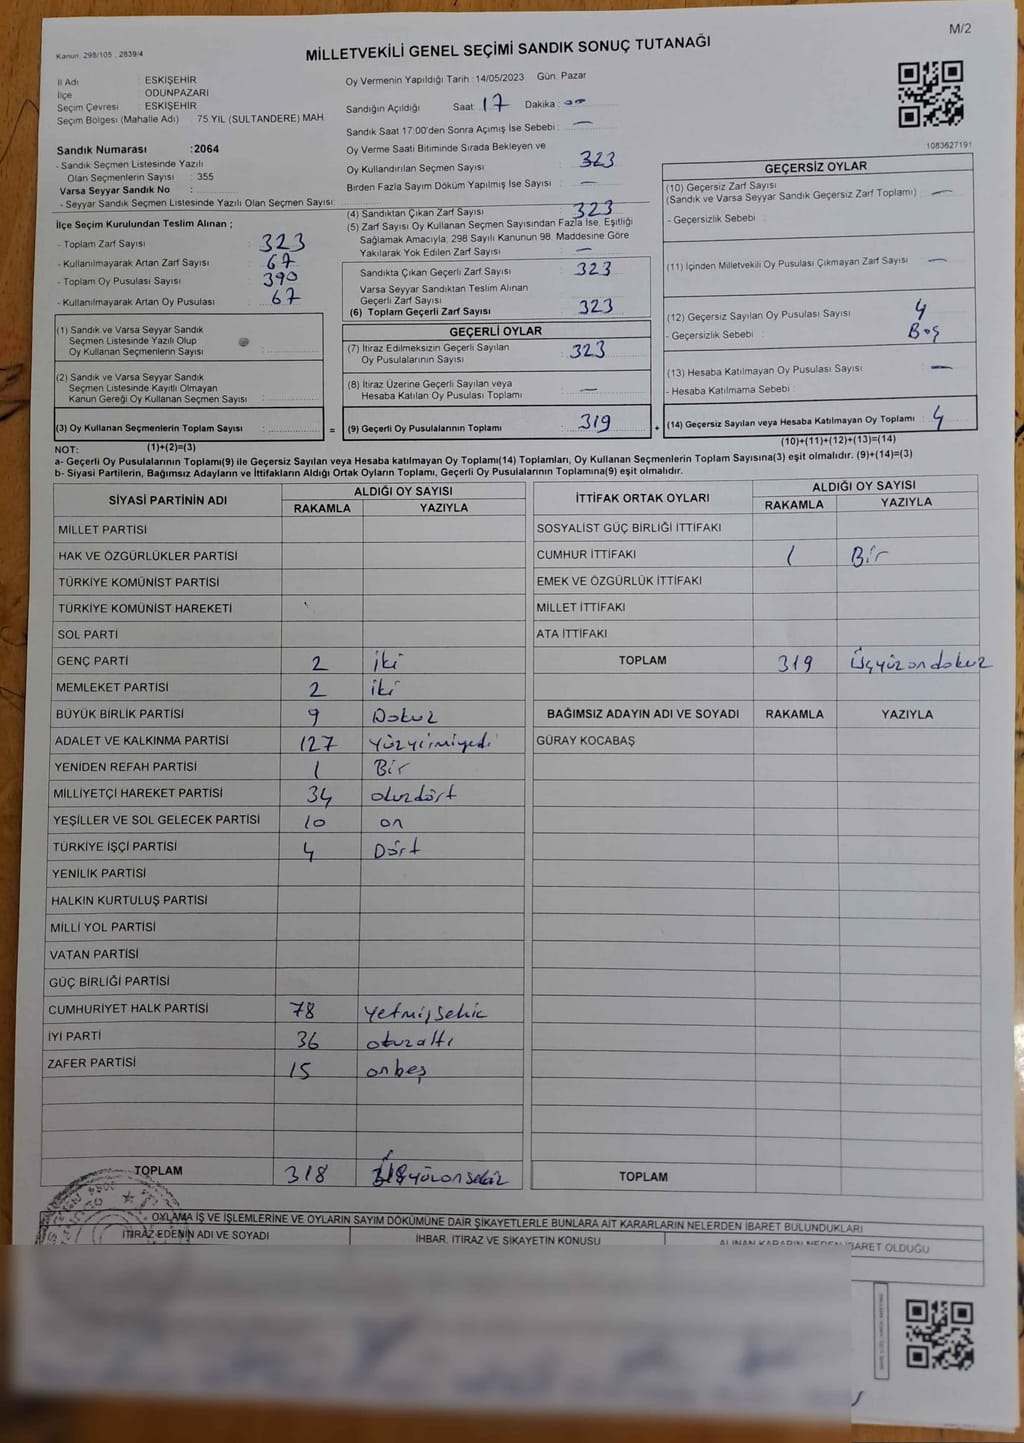 M/2
Kanun: 298/105 , 2839/4
MİLLETVEKİLİ GENEL SEÇİMİ SANDIK SONUÇ TUTANAĞI
İl Adı : ESKİŞEHİR
İlçe ODUNPAZARI
Seçim Çevresi : ESKİŞEHİR
Seçim Bölgesi (Mahalle Adı) 75 YIL (SULTANDERE) MAH
Sandık Numarası :2064
- Sandık Seçmen Listesinde Yazılı
Olan Seçmenlerin Sayısı : 355
Varsa Seyyar Sandık No :
- Seyyar Sandık Seçmen Listesinde Yazılı Olan Seçmen Sayısı:
İlçe Seçim Kurulundan Teslim Alınan ;
- Toplam Zarf Sayısı 323
- Kullanılmayarak Artan Zarf Sayısı 67
- Toplam Oy Pusulası Sayısı 390
- Kullanılmayarak Artan Oy Pusulası 67
(1) Sandık ve Varsa Seyyar Sandık
Seçmen Listesinde Yazılı Olup
Oy Kullanan Seçmenlerin Sayısı :
(2) Sandık ve Varsa Seyyar Sandık
Seçmen Listesinde Kayıtlı Olmayan
Kanun Gereği Oy Kullanan Seçmen Sayısı :
(3) Oy Kullanan Seçmenlerin Toplam Sayısı : =
Oy Vermenin Yapıldığı Tarih : 14/05/2023 Gün: Pazar
Sandığın Açıldığı Saat: 17 Dakika : 00
Sandık Saat 17.00'den Sonra Açımış İse Sebebi : —
Oy Verme Saati Bitiminde Sırada Bekleyen ve
Oy Kullandırılan Seçmen Sayısı 323
Birden Fazla Sayım Döküm Yapılmış İse Sayısı —
(4) Sandıktan Çıkan Zarf Sayısı 323
(5) Zarf Sayısı Oy Kullanan Seçmen Sayısından Fazla İse, Eşitliği
Sağlamak Amacıyla, 298 Sayılı Kanunun 98. Maddesine Göre
Yakılarak Yok Edilen Zarf Sayısı —
Sandıkta Çıkan Geçerli Zarf Sayısı 323
Varsa Seyyar Sandıktan Teslim Alınan
Geçerli Zarf Sayısı
(6) Toplam Geçerli Zarf Sayısı 323
GEÇERLİ OYLAR
(7) İtiraz Edilmeksizin Geçerli Sayılan
Oy Pusulalarının Sayısı 323
(8) İtiraz Üzerine Geçerli Sayılan veya
Hesaba Katılan Oy Pusulası Toplamı —
(9) Geçerli Oy Pusulalarının Toplamı 319 +
1083627191
GEÇERSİZ OYLAR
(10) Geçersiz Zarf Sayısı
(Sandık ve Varsa Seyyar Sandık Geçersiz Zarf Toplamı) —
- Geçersizlik Sebebi
(11) İçinden Milletvekili Oy Pusulası Çıkmayan Zarf Sayısı —
(12) Geçersiz Sayılan Oy Pusulası Sayısı 4
- Geçersizlik Sebebi Boş
(13) Hesaba Katılmayan Oy Pusulası Sayısı —
- Hesaba Katılmama Sebebi
(14) Geçersiz Sayılan veya Hesaba Katılmayan Oy Toplamı 4
NOT: (1)+(2)=(3) (10)+(11)+(12)+(13)=(14)
a- Geçerli Oy Pusulalarının Toplamı(9) ile Geçersiz Sayılan veya Hesaba katılmayan Oy Toplamı(14) Toplamları, Oy Kullanan Seçmenlerin Toplam Sayısına(3) eşit olmalıdır. (9)+(14)=(3)
b- Siyasi Partilerin, Bağımsız Adayların ve İttifakların Aldığı Ortak Oyların Toplamı, Geçerli Oy Pusulalarının Toplamına(9) eşit olmalıdır.
SİYASİ PARTİNİN ADI ALDIĞI OY SAYISI
RAKAMLA YAZIYLA
MİLLET PARTİSİ
HAK VE ÖZGÜRLÜKLER PARTİSİ
TÜRKİYE KOMÜNİST PARTİSİ
TÜRKİYE KOMÜNİST HAREKETİ
SOL PARTİ
GENÇ PARTİ 2 iki
MEMLEKET PARTİSİ 2 iki
BÜYÜK BİRLİK PARTİSİ 9 Dokuz
ADALET VE KALKINMA PARTİSİ 127 Yüzyirmiyedi
YENİDEN REFAH PARTİSİ 1 Bir
MİLLİYETÇİ HAREKET PARTİSİ 34 otuzdört
YEŞİLLER VE SOL GELECEK PARTİSİ 10 on
TÜRKİYE İŞÇİ PARTİSİ 4 Dört
YENİLİK PARTİSİ
HALKIN KURTULUŞ PARTİSİ
MİLLİ YOL PARTİSİ
VATAN PARTİSİ
GÜÇ BİRLİĞİ PARTİSİ
CUMHURİYET HALK PARTİSİ 78 Yetmişsekiz
İYİ PARTİ 36 otuzaltı
ZAFER PARTİSİ 15 onbeş
TOPLAM 318 üçyüzonsekiz
İTTİFAK ORTAK OYLARI ALDIĞI OY SAYISI
RAKAMLA YAZIYLA
SOSYALİST GÜÇ BİRLİĞİ İTTİFAKI
CUMHUR İTTİFAKI 1 Bir
EMEK VE ÖZGÜRLÜK İTTİFAKI
MİLLET İTTİFAKI
ATA İTTİFAKI
TOPLAM 319 üçyüzondokuz
BAĞIMSIZ ADAYIN ADI VE SOYADI RAKAMLA YAZIYLA
GÜRAY KOCABAŞ
TOPLAM
OYLAMA İŞ VE İŞLEMLERİNE VE OYLARIN SAYIM DÖKÜMÜNE DAİR ŞİKAYETLERLE BUNLARA AİT KARARLARIN NELERDEN İBARET BULUNDUKLARI
İTİRAZ EDENİN ADI VE SOYADI İHBAR, İTİRAZ VE ŞİKAYETİN KONUSU ALINAN KARARIN NEDEN İBARET OLDUĞU